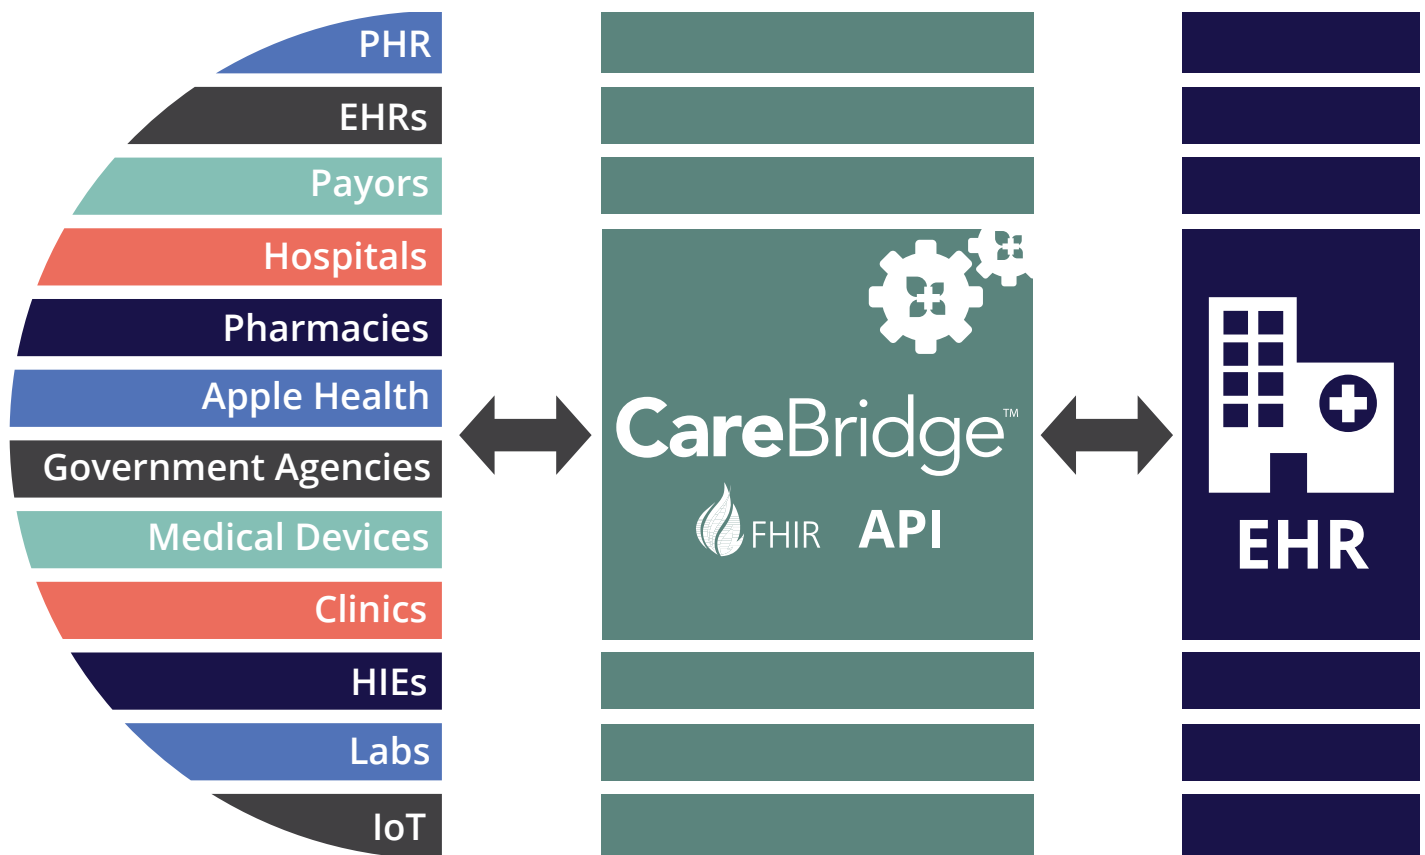 PHR
EHRs
Payors
Hospitals
Pharmacies
Apple Health
Government Agencies
Medical Devices
Clinics
HIEs
Labs
IoT
CareBridge™
FHIR API
EHR